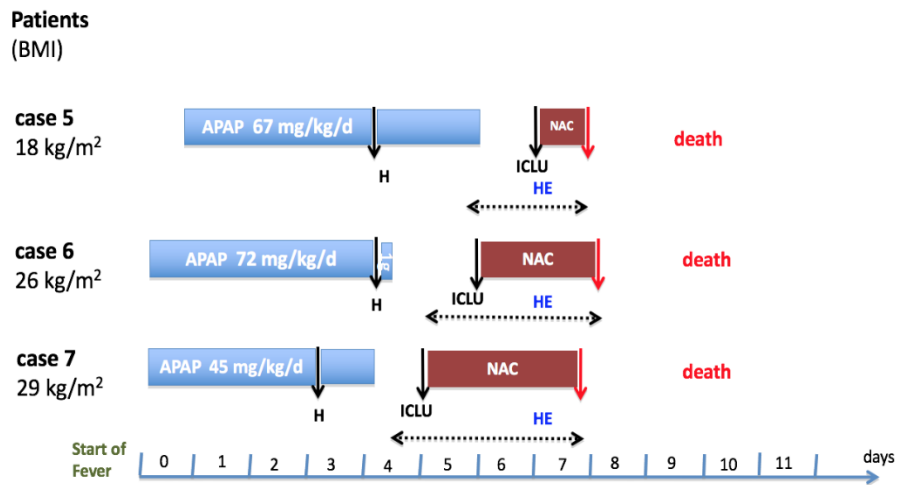 Patients
(BMI)
case 5
18 kg/m²
APAP 67 mg/kg/d
H
ICLU
NAC
HE
death
case 6
26 kg/m²
APAP 72 mg/kg/d
1g
H
ICLU
NAC
HE
death
case 7
29 kg/m²
APAP 45 mg/kg/d
H
ICLU
NAC
HE
death
Start of
Fever
0 1 2 3 4 5 6 7 8 9 10 11 days